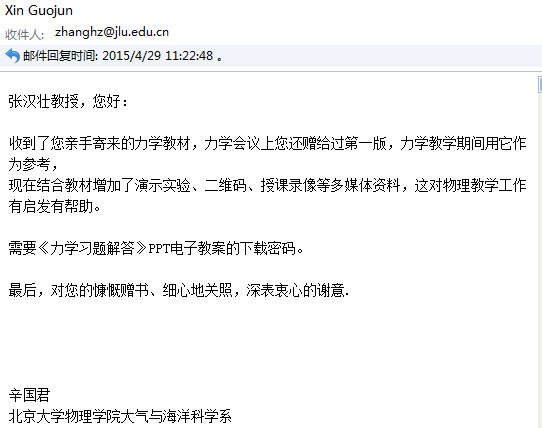 Xin Guojun
收件人: zhanghz@jlu.edu.cn
邮件回复时间: 2015/4/29 11:22:48 。
张汉壮教授，您好：
收到了您亲手寄来的力学教材，力学会议上您还赠给过第一版，力学教学期间用它作
为参考，
现在结合教材增加了演示实验、二维码、授课录像等多媒体资料，这对物理教学工作
有启发有帮助。
需要《力学习题解答》PPT电子教案的下载密码。
最后，对您的慷慨赠书、细心地关照，深表衷心的谢意.
辛国君
北京大学物理学院大气与海洋科学系